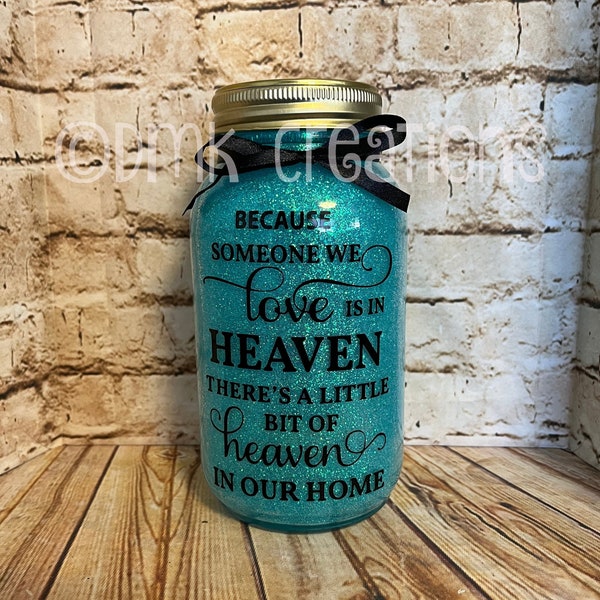 ©DMK Creations
BECAUSE
SOMEONE WE
love IS IN
HEAVEN
THERE'S A LITTLE
BIT OF
heaven
IN OUR HOME